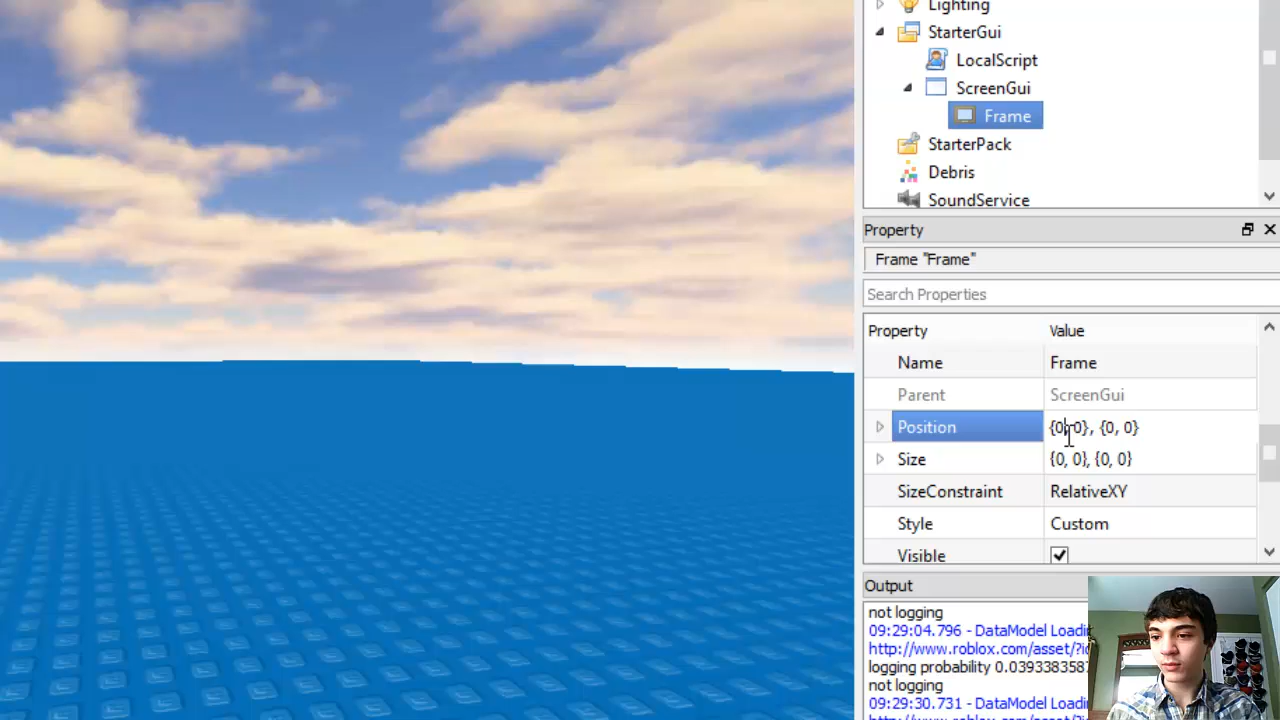 Lighting
StarterGui
LocalScript
ScreenGui
Frame
StarterPack
Debris
SoundService
Property
Frame "Frame"
Search Properties
Property Value
Name Frame
Parent ScreenGui
Position {0, 0}, {0, 0}
Size {0, 0}, {0, 0}
SizeConstraint RelativeXY
Style Custom
Visible
Output
not logging
09:29:04.796 - DataModel Loadi
http://www.roblox.com/asset/?i
logging probability 0.039338358
not logging
09:29:30.731 - DataModel Loadi